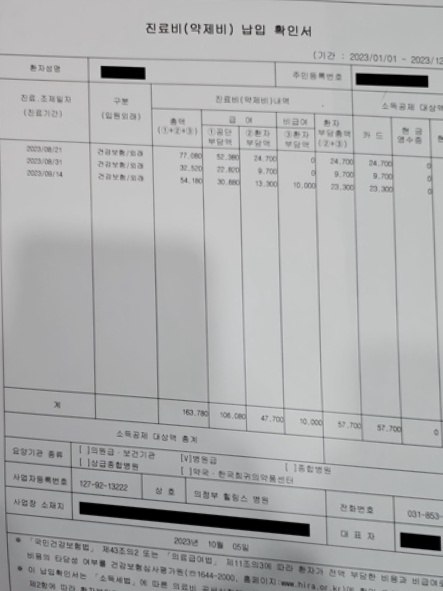 진료비(약제비) 납입 확인서
(기간 : 2023/01/01 ~ 2023/12
환자성명
주민등록번호
진료.조제일자
(진료기간)
구분
(입원외래)
진료비(약제비)내역
소득공제 대상액
총액
(①+②+③)
급 여
①공단
부담액
②환자
부담액
비급여
③환자
부담액
환자
부담총액
(②+③)
카 드
현 금
영수증
현
2023/08/21 건강보험/외래 77,080 52,380 24,700 0 24,700 24,700 0
2023/08/31 건강보험/외래 32,520 22,820 9,700 0 9,700 9,700 0
2023/09/14 건강보험/외래 54,180 30,880 13,300 10,000 23,300 23,300 0
계 163,780 106,080 47,700 10,000 57,700 57,700 0
소득공제 대상액 총계
요양기관 종류
[ ]의원급·보건기관 [V]병원급 [ ]종합병원
[ ]상급종합병원 [ ]약국·한국희귀의약품센터
사업자등록번호 127-92-13222 상 호 의정부 힐링스 병원 전화번호 031-853-
사업장 소재지 대 표 자
2023년 10월 05일
* 「국민건강보험법」 제43조의2 또는 「의료급여법」 제11조의3에 따라 환자가 전액 부담한 비용과 비급여로
비용의 타당성 여부를 건강보험심사평가원(☎1644-2000, 홈페이지:www.hira.or.kr)에 확인
* 이 납입확인서는 「소득세법」에 따른 의료비
제2항에 따라